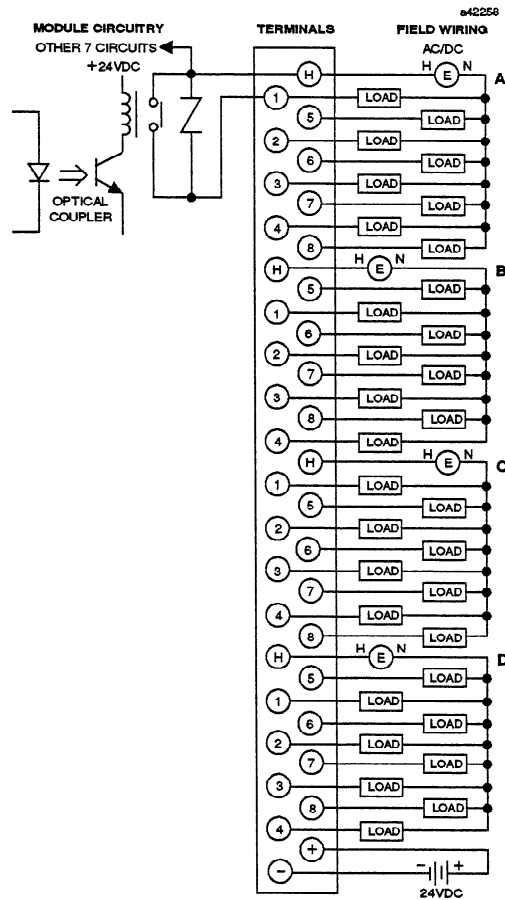 a42258
MODULE CIRCUITRY TERMINALS FIELD WIRING
OTHER 7 CIRCUITS AC/DC
+24VDC H H E N A
1 LOAD
5 LOAD
2 LOAD
6 LOAD
OPTICAL COUPLER
3 LOAD
7 LOAD
4 LOAD
8 LOAD
H H E N B
5 LOAD
1 LOAD
6 LOAD
2 LOAD
7 LOAD
3 LOAD
8 LOAD
4 LOAD
H H E N C
1 LOAD
5 LOAD
2 LOAD
6 LOAD
3 LOAD
7 LOAD
4 LOAD
8 LOAD
H H E N D
5 LOAD
1 LOAD
6 LOAD
2 LOAD
7 LOAD
3 LOAD
8 LOAD
4 LOAD
+
− − +
24VDC